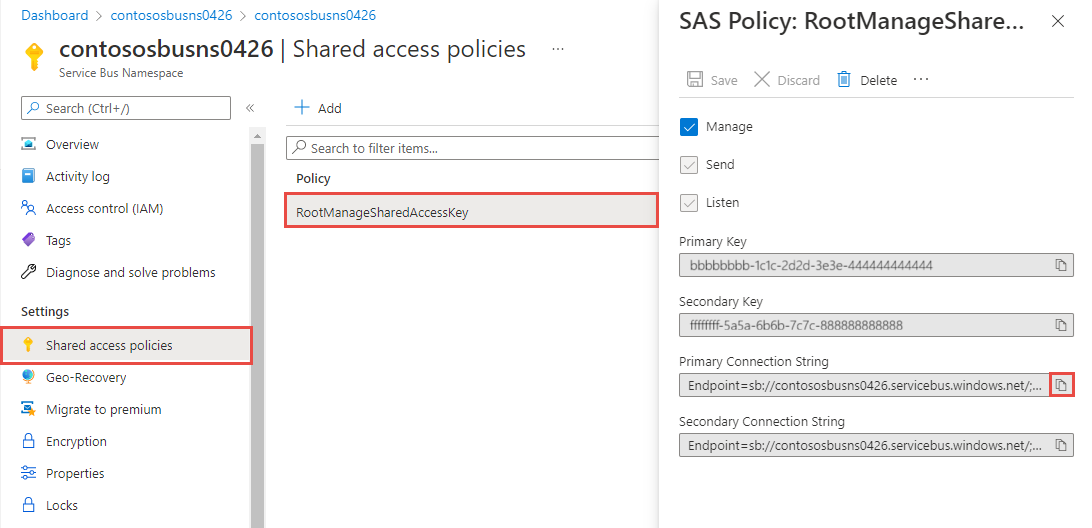 Dashboard > contososbusns0426 > contososbusns0426
contososbusns0426 | Shared access policies ...
Service Bus Namespace
Search (Ctrl+/)
«
Overview
Activity log
Access control (IAM)
Tags
Diagnose and solve problems
Settings
Shared access policies
Geo-Recovery
Migrate to premium
Encryption
Properties
Locks
Add
Search to filter items...
Policy
RootManageSharedAccessKey
SAS Policy: RootManageShare...
Save Discard Delete ...
Manage
Send
Listen
Primary Key
bbbbbbbb-1c1c-2d2d-3e3e-444444444444
Secondary Key
ffffffff-5a5a-6b6b-7c7c-888888888888
Primary Connection String
Endpoint=sb://contososbusns0426.servicebus.windows.net/;...
Secondary Connection String
Endpoint=sb://contososbusns0426.servicebus.windows.net/;...